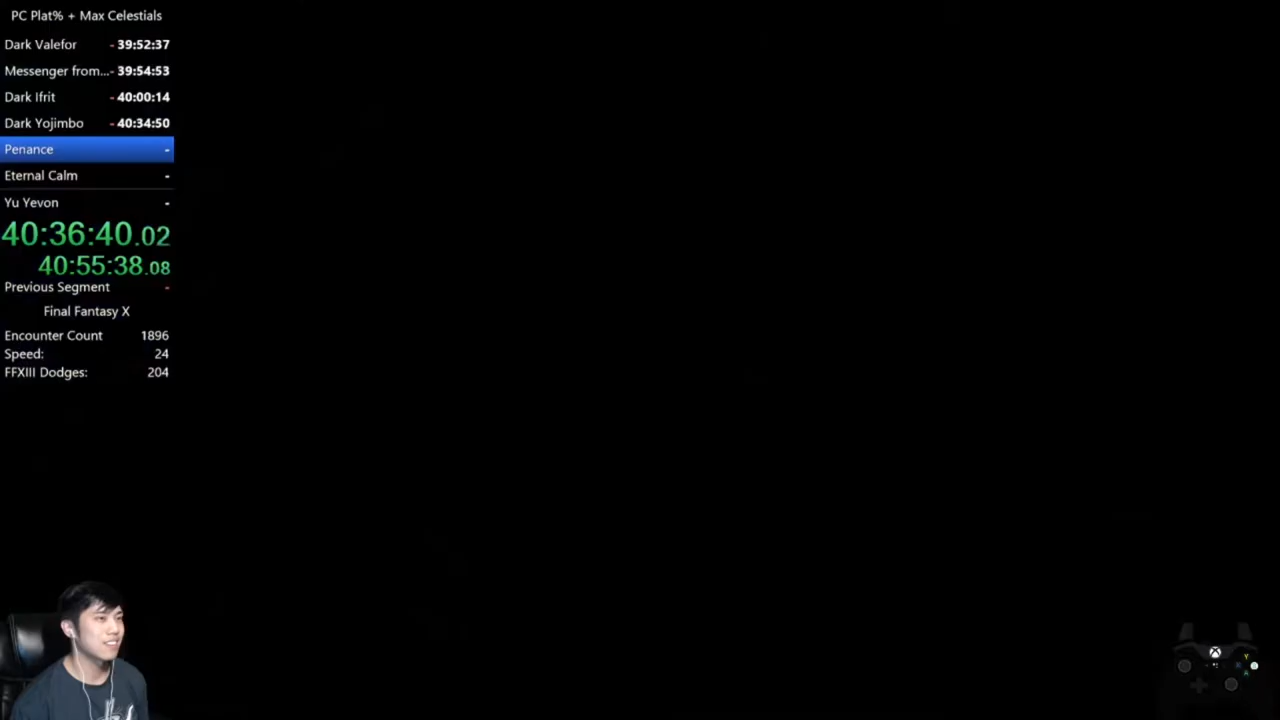 PC Plat% + Max Celestials
Dark Valefor - 39:52:37
Messenger from...- 39:54:53
Dark Ifrit - 40:00:14
Dark Yojimbo - 40:34:50
Penance -
Eternal Calm -
Yu Yevon -
40:36:40.02
40:55:38.08
Previous Segment -
Final Fantasy X
Encounter Count 1896
Speed: 24
FFXIII Dodges: 204